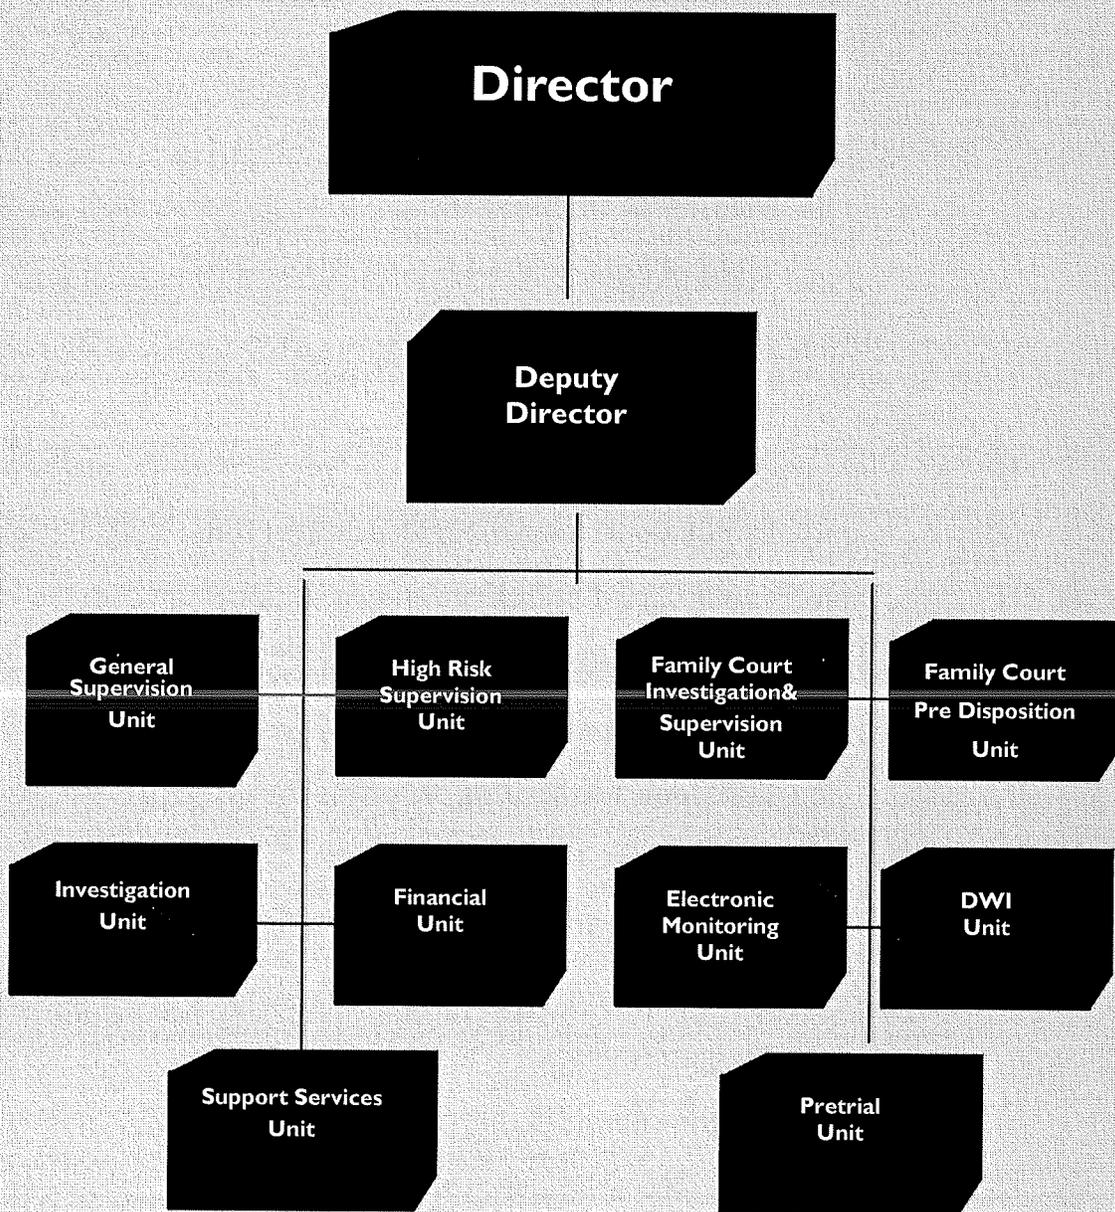 Director
Deputy
Director
General
Supervision
Unit
High Risk
Supervision
Unit
Family Court
Investigation&
Supervision
Unit
Family Court
Pre Disposition
Unit
Investigation
Unit
Financial
Unit
Electronic
Monitoring
Unit
DWI
Unit
Support Services
Unit
Pretrial
Unit